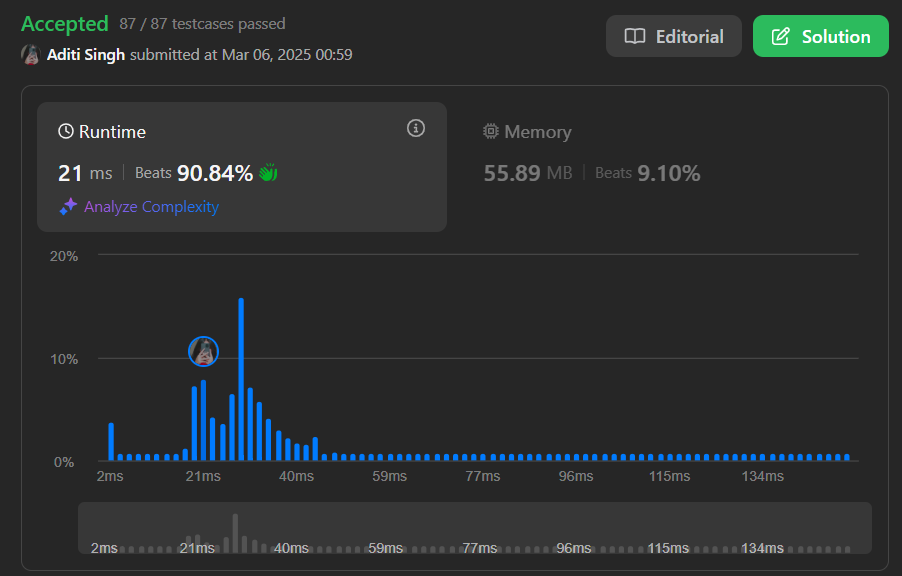 Accepted 87 / 87 testcases passed
Aditi Singh submitted at Mar 06, 2025 00:59
Editorial
Solution
Runtime
21 ms | Beats 90.84%
Analyze Complexity
Memory
55.89 MB | Beats 9.10%
20%
10%
0%
2ms 21ms 40ms 59ms 77ms 96ms 115ms 134ms
2ms 21ms 40ms 59ms 77ms 96ms 115ms 134ms